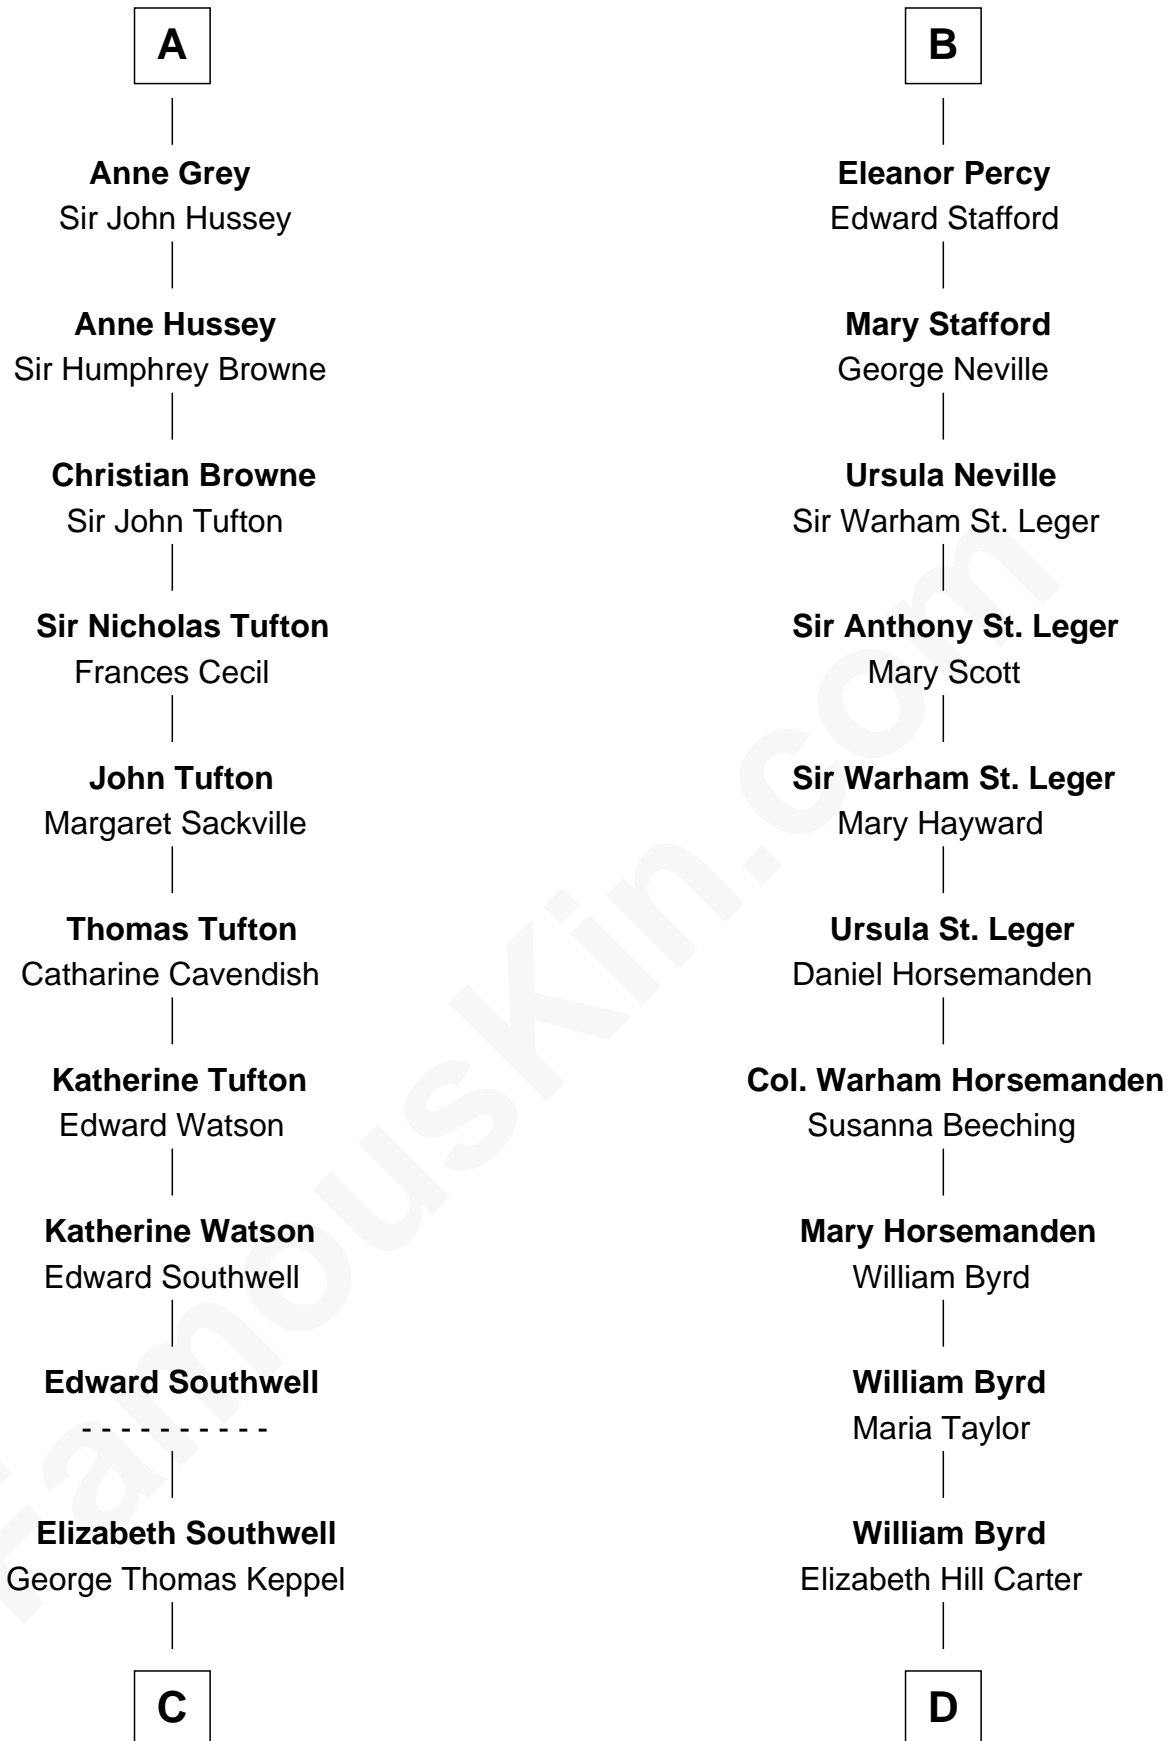 A
Anne Grey
Sir John Hussey
Anne Hussey
Sir Humphrey Browne
Christian Browne
Sir John Tufton
Sir Nicholas Tufton
Frances Cecil
John Tufton
Margaret Sackville
Thomas Tufton
Catharine Cavendish
Katherine Tufton
Edward Watson
Katherine Watson
Edward Southwell
Edward Southwell
- - - - - - - - - -
Elizabeth Southwell
George Thomas Keppel
C
B
Eleanor Percy
Edward Stafford
Mary Stafford
George Neville
Ursula Neville
Sir Warham St. Leger
Sir Anthony St. Leger
Mary Scott
Sir Warham St. Leger
Mary Hayward
Ursula St. Leger
Daniel Horsemanden
Col. Warham Horsemanden
Susanna Beeching
Mary Horsemanden
William Byrd
William Byrd
Maria Taylor
William Byrd
Elizabeth Hill Carter
D
FamousKin.com